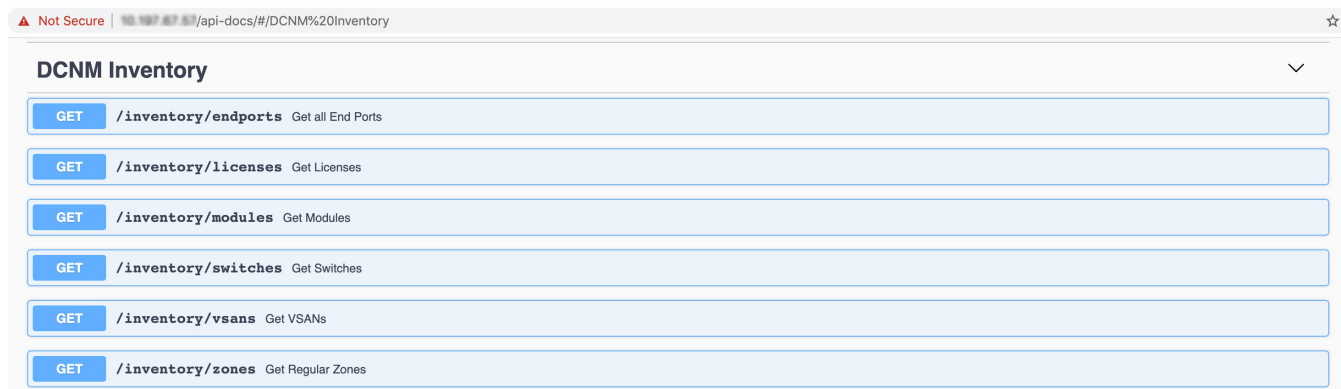 Not Secure | /api-docs/#/DCNM%20Inventory
DCNM Inventory
GET /inventory/endports Get all End Ports
GET /inventory/licenses Get Licenses
GET /inventory/modules Get Modules
GET /inventory/switches Get Switches
GET /inventory/vsans Get VSANs
GET /inventory/zones Get Regular Zones